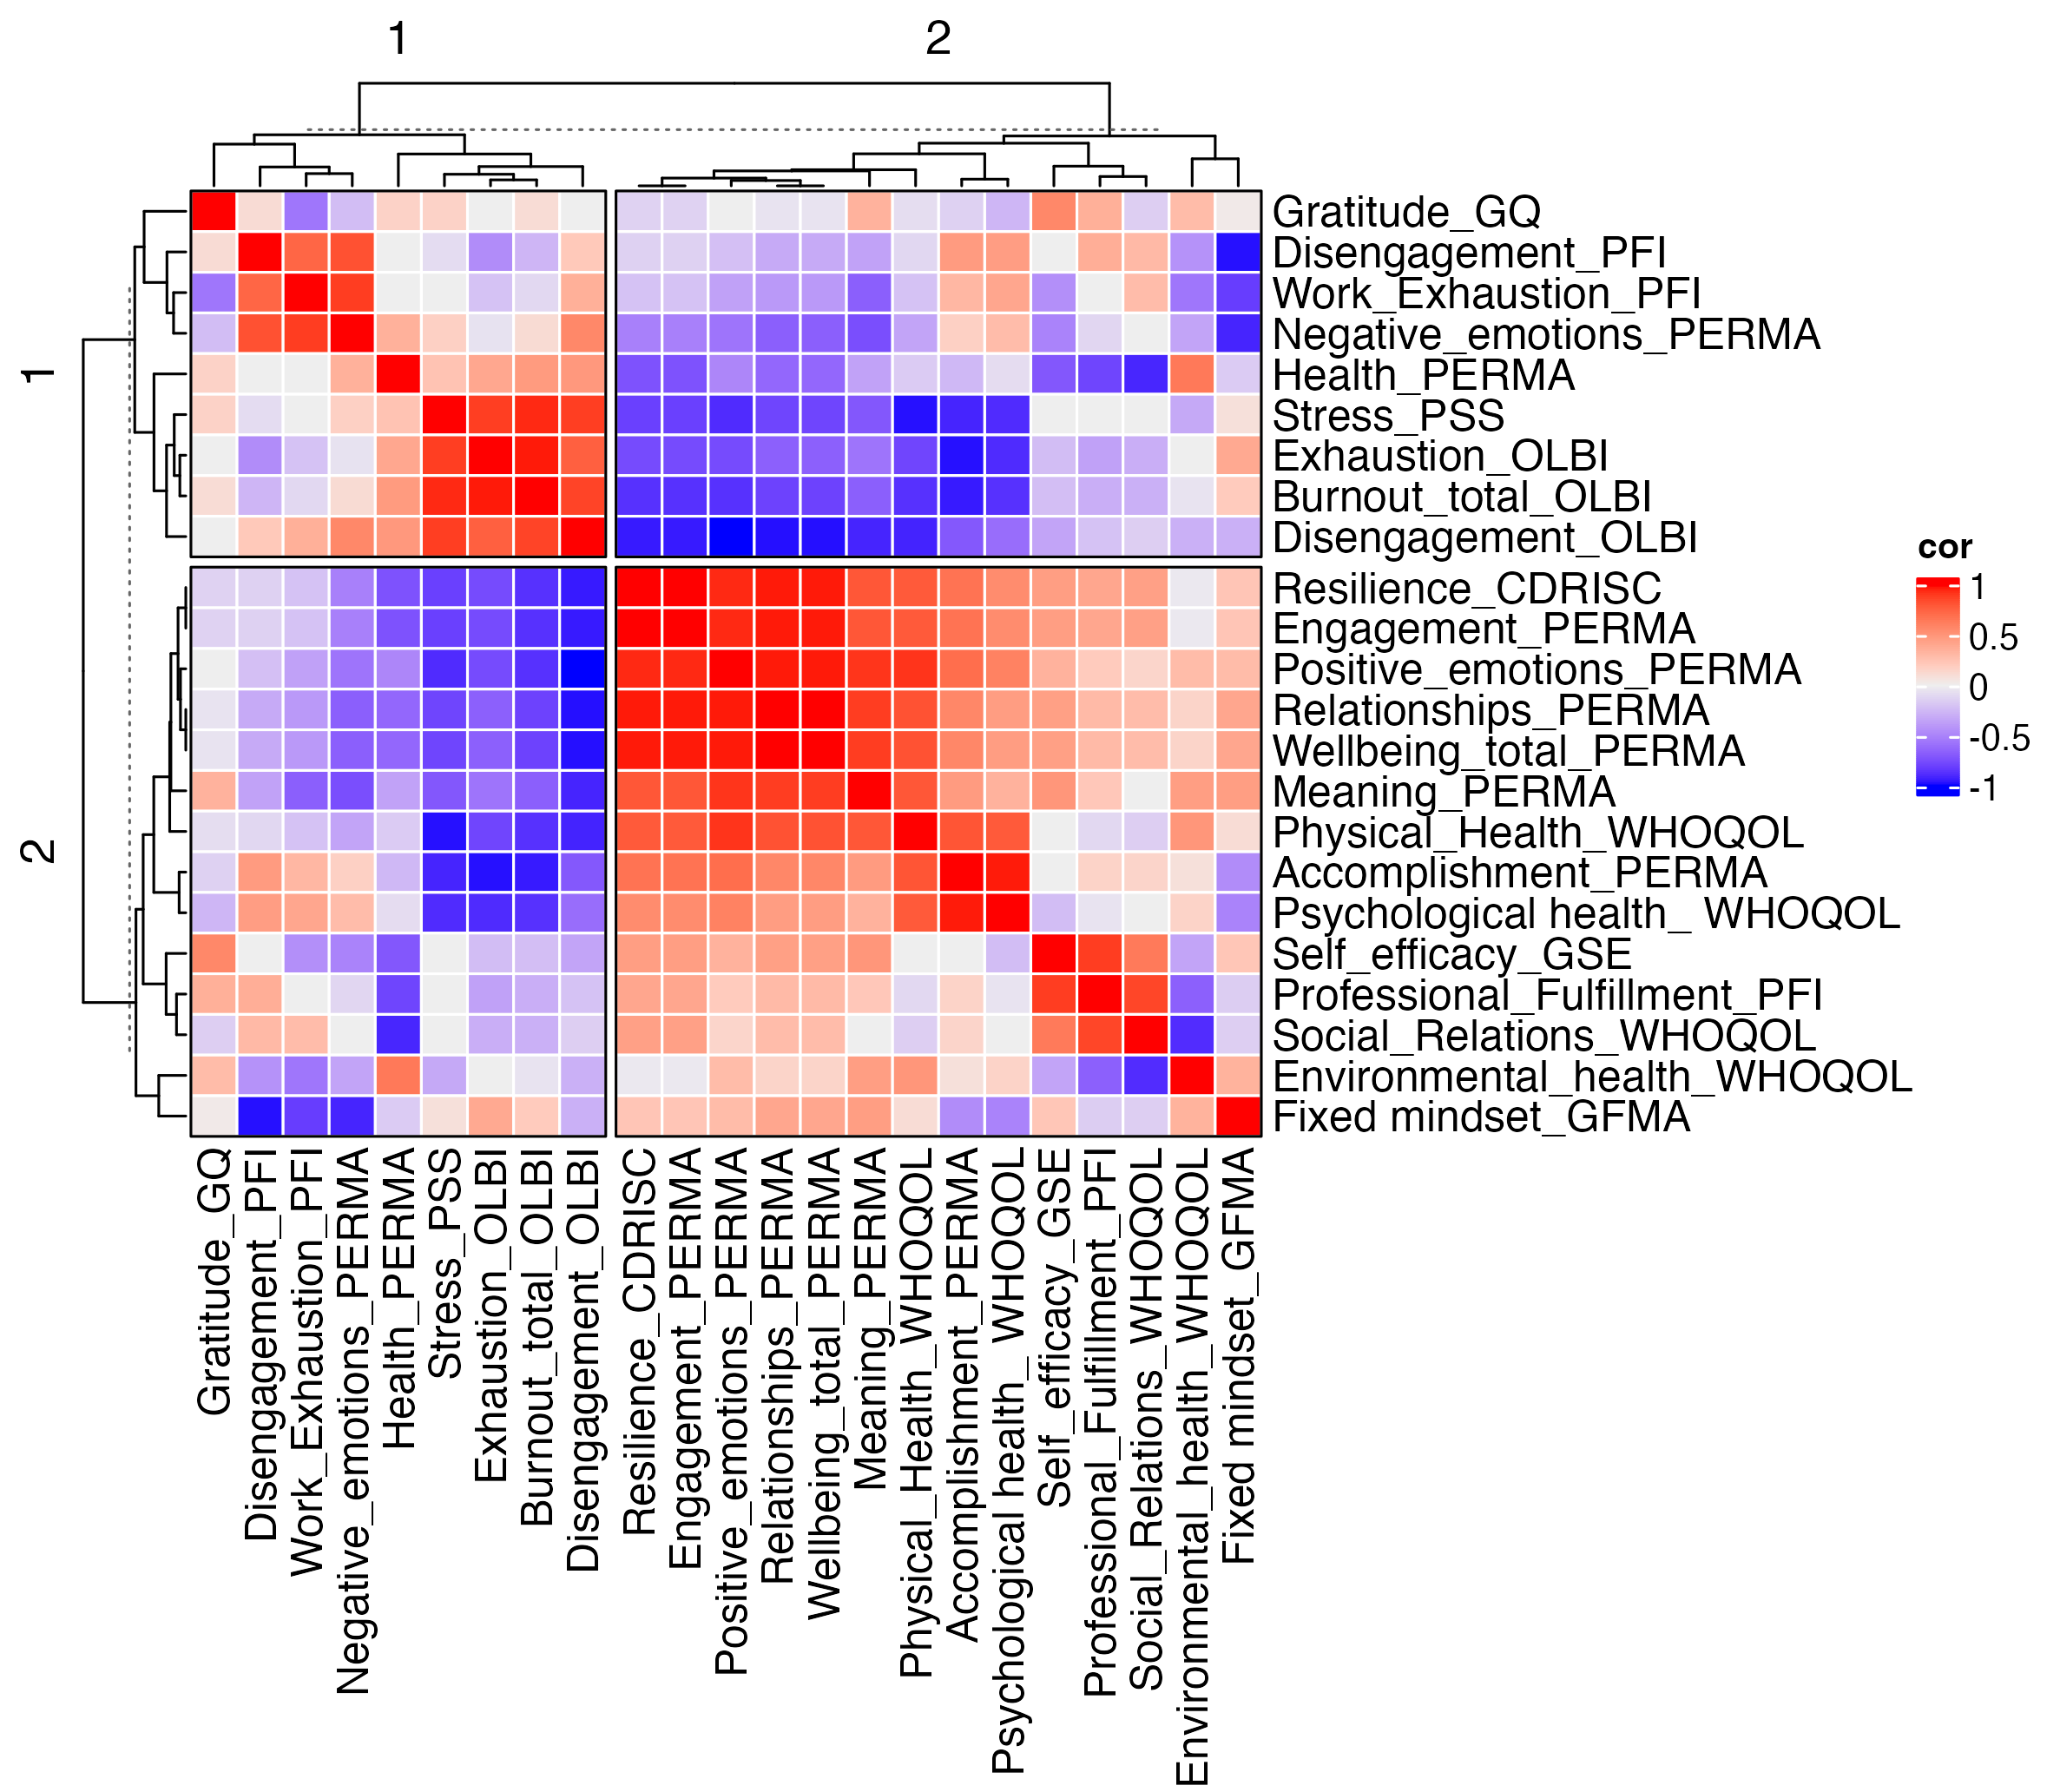 1 2
1
2
Gratitude_GQ
Disengagement_PFI
Work_Exhaustion_PFI
Negative_emotions_PERMA
Health_PERMA
Stress_PSS
Exhaustion_OLBI
Burnout_total_OLBI
Disengagement_OLBI
Resilience_CDRISC
Engagement_PERMA
Positive_emotions_PERMA
Relationships_PERMA
Wellbeing_total_PERMA
Meaning_PERMA
Physical_Health_WHOQOL
Accomplishment_PERMA
Psychological health_ WHOQOL
Self_efficacy_GSE
Professional_Fulfillment_PFI
Social_Relations_WHOQOL
Environmental_health_WHOQOL
Fixed mindset_GFMA
cor
1
0.5
0
-0.5
-1
Gratitude_GQ
Disengagement_PFI
Work_Exhaustion_PFI
Negative_emotions_PERMA
Health_PERMA
Stress_PSS
Exhaustion_OLBI
Burnout_total_OLBI
Disengagement_OLBI
Resilience_CDRISC
Engagement_PERMA
Positive_emotions_PERMA
Relationships_PERMA
Wellbeing_total_PERMA
Meaning_PERMA
Physical_Health_WHOQOL
Accomplishment_PERMA
Psychological health_ WHOQOL
Self_efficacy_GSE
Professional_Fulfillment_PFI
Social_Relations_WHOQOL
Environmental_health_WHOQOL
Fixed mindset_GFMA